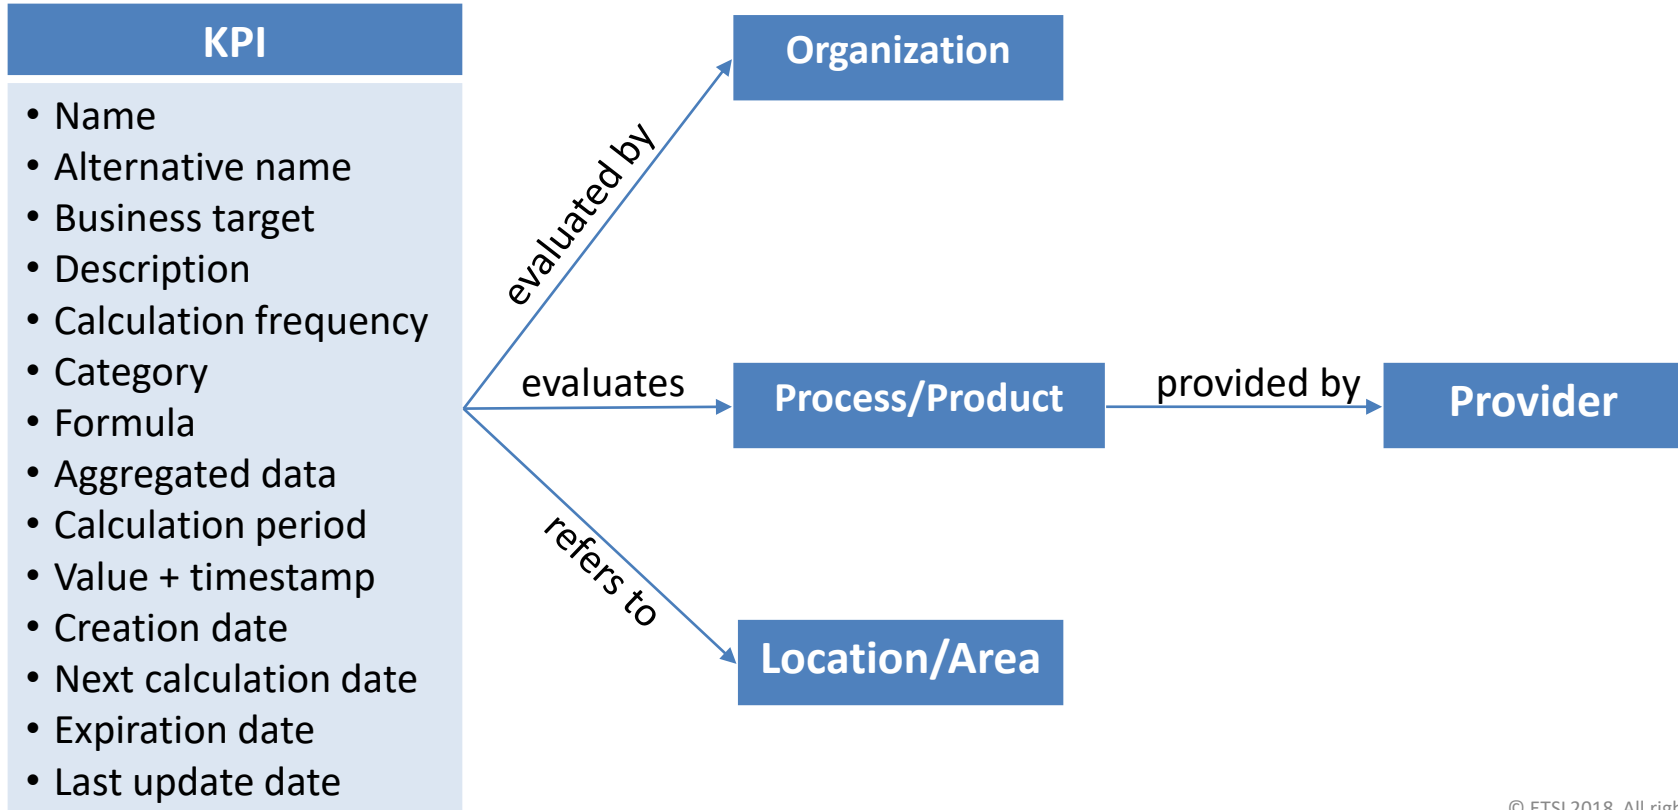 KPI
• Name
• Alternative name
• Business target
• Description
• Calculation frequency
• Category
• Formula
• Aggregated data
• Calculation period
• Value + timestamp
• Creation date
• Next calculation date
• Expiration date
• Last update date
evaluated by
Organization
evaluates
Process/Product
provided by
Provider
refers to
Location/Area
© ETSI 2018. All righ